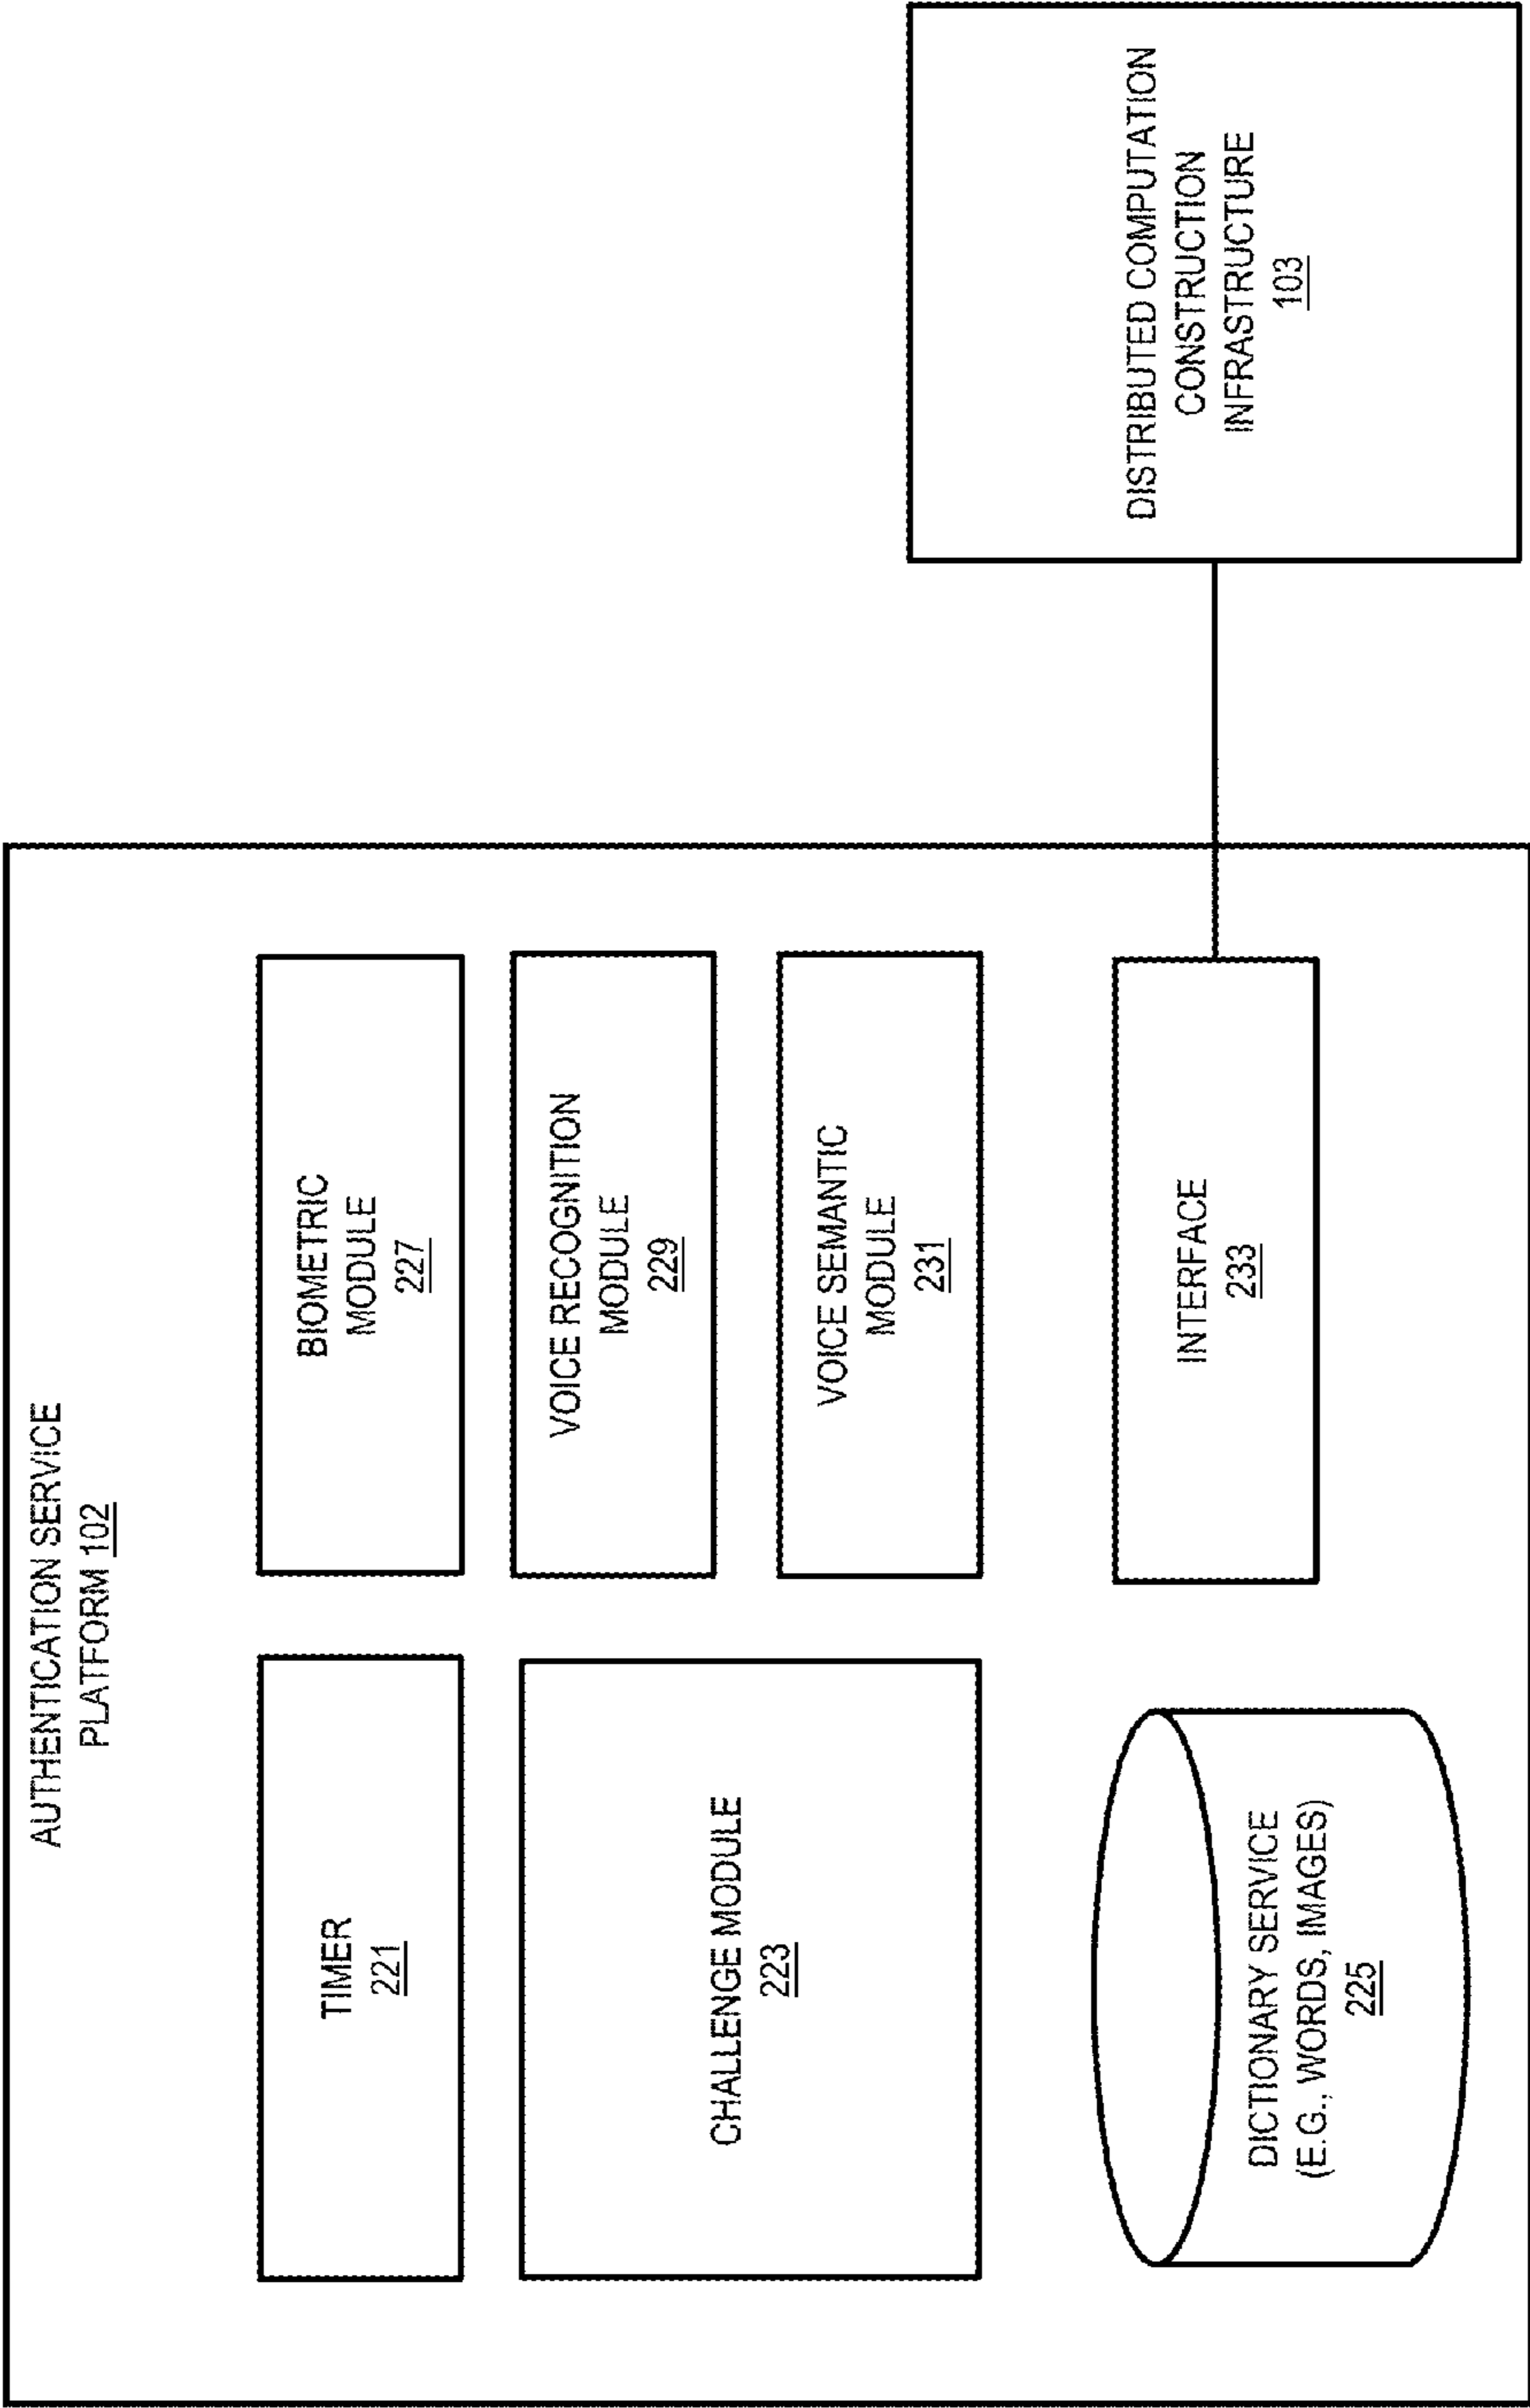 AUTHENTICATION SERVICE
PLATFORM 102
TIMER
221
CHALLENGE MODULE
223
DICTIONARY SERVICE
(E.G., WORDS, IMAGES)
225
BIOMETRIC
MODULE
227
VOICE RECOGNITION
MODULE
229
VOICE SEMANTIC
MODULE
231
INTERFACE
233
DISTRIBUTED COMPUTATION
CONSTRUCTION
INFRASTRUCTURE
103